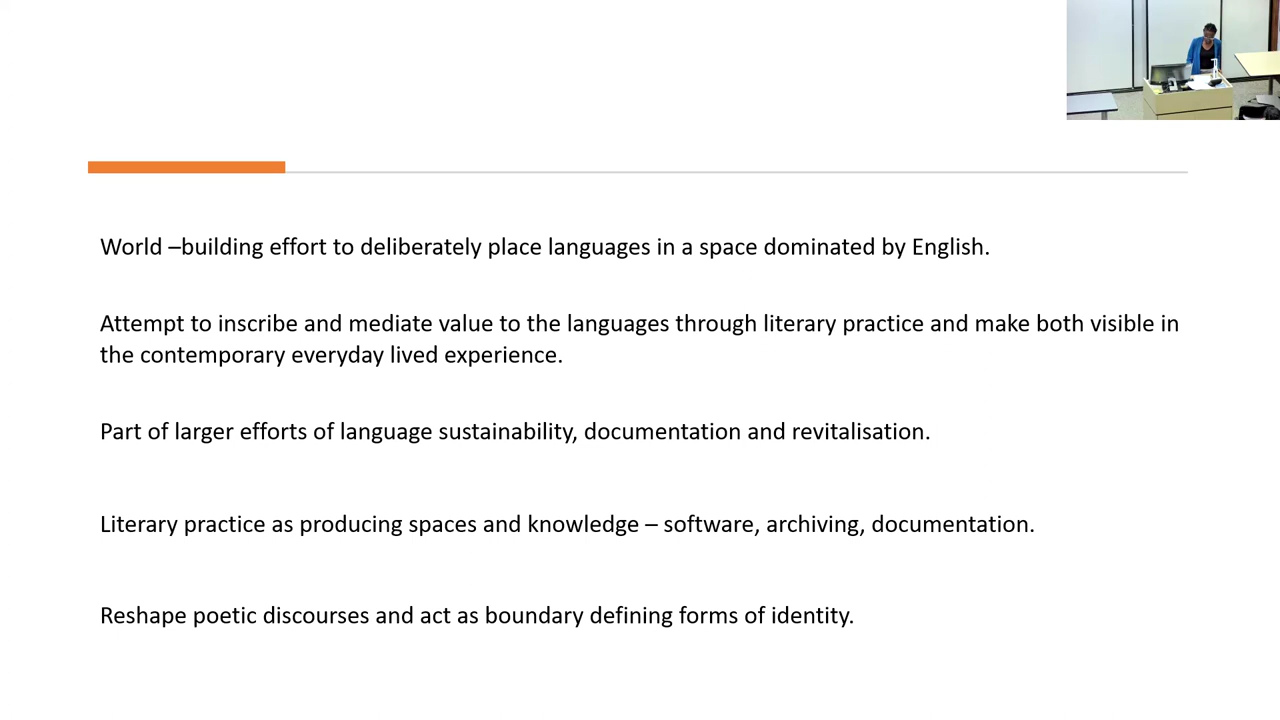 World –building effort to deliberately place languages in a space dominated by English.
Attempt to inscribe and mediate value to the languages through literary practice and make both visible in
the contemporary everyday lived experience.
Part of larger efforts of language sustainability, documentation and revitalisation.
Literary practice as producing spaces and knowledge – software, archiving, documentation.
Reshape poetic discourses and act as boundary defining forms of identity.